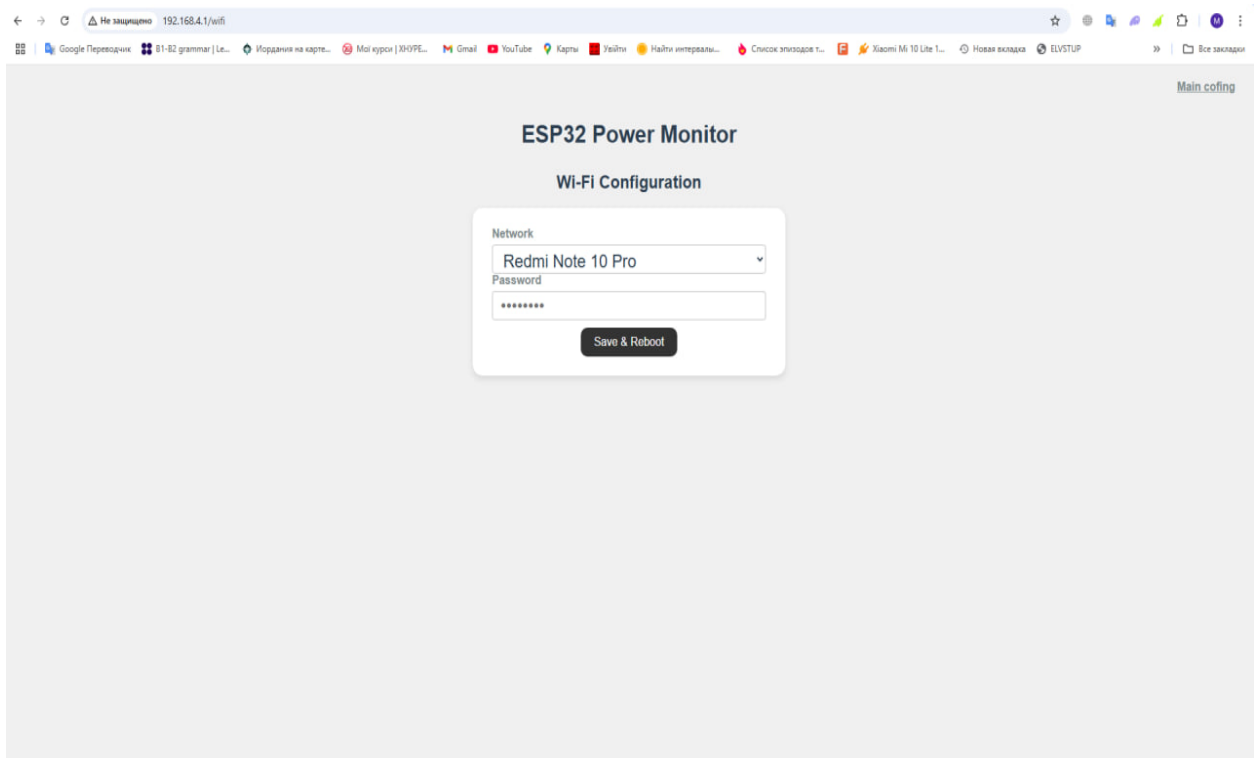 Не защищено 192.168.4.1/wifi
Google Переводчик B1-B2 grammar | Le... Иордания на карте... Мої курси | ХНУРЕ... Gmail YouTube Карты Увійти Найти интервалы... Список эпизодов т... Xiaomi Mi 10 Lite 1... Новая вкладка ELVSTUP » Все закладки
Main cofing
ESP32 Power Monitor
Wi-Fi Configuration
Network
Redmi Note 10 Pro
Password
••••••••
Save & Reboot